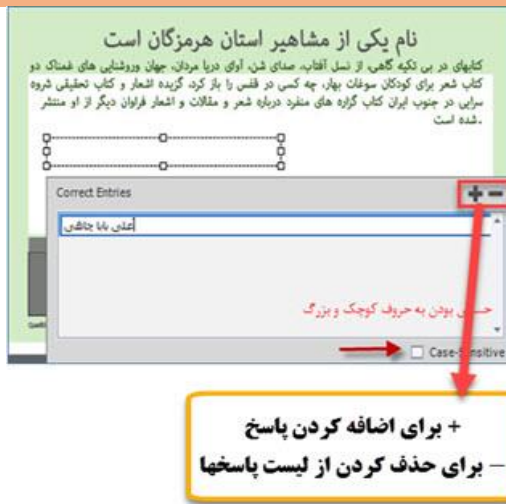 نام یکی از مشاهیر استان هرمزگان است
کتابهای در بی تکیه گاهی، از نسل آفتاب، صدای شن، آوای دریا مردان، جهان وروشنایی های غمناک دو
کتاب شعر برای کودکان سوغات بهار، چه کسی در قفس را باز کرد، گزیده اشعار و کتاب تحقیقی شروه
سرایی در جنوب ایران کتاب گزاره های منفرد درباره شعر و مقالات و اشعار فراوان دیگر از او منتشر
.شده است
Correct Entries
+ −
علی بابا چاهی
بودن به حروف کوچک و بزرگ
Case-Sensitive
+ برای اضافه کردن پاسخ
– برای حذف کردن از لیست پاسخها